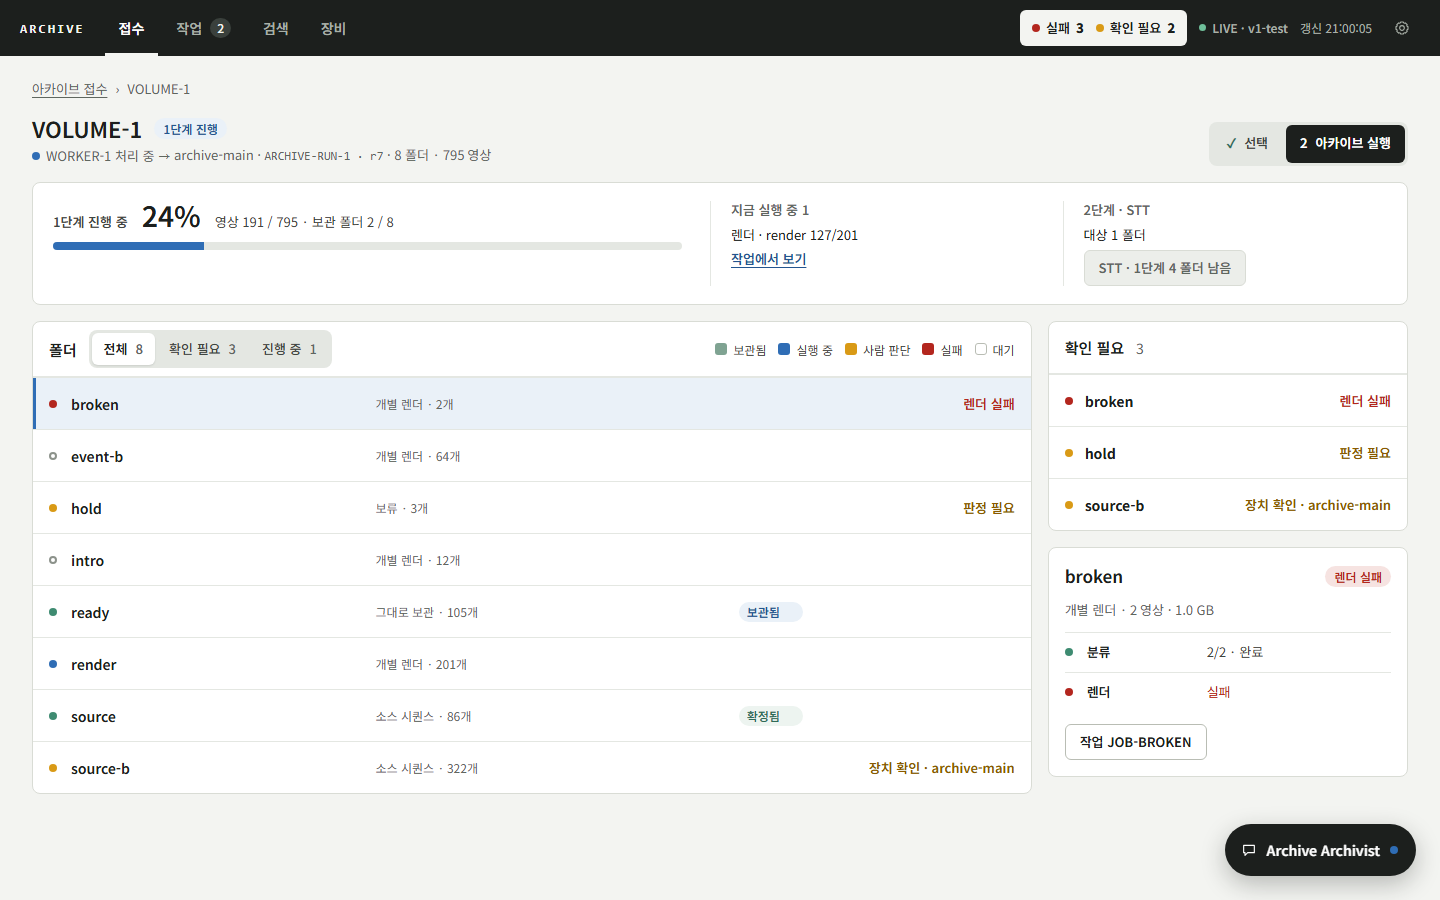 ARCHIVE 접수 작업 2 검색 장비 실패 3 확인 필요 2 LIVE · v1-test 갱신 21:00:05
아카이브 접수 › VOLUME-1
VOLUME-1 1단계 진행
WORKER-1 처리 중 → archive-main · ARCHIVE-RUN-1 · r7 · 8 폴더 · 795 영상
✓ 선택 2 아카이브 실행
1단계 진행 중 24% 영상 191 / 795 · 보관 폴더 2 / 8
지금 실행 중 1
렌더 · render 127/201
작업에서 보기
2단계 · STT
대상 1 폴더
STT · 1단계 4 폴더 남음
폴더 전체 8 확인 필요 3 진행 중 1 보관됨 실행 중 사람 판단 실패 대기
broken 개별 렌더 · 2개 렌더 실패
event-b 개별 렌더 · 64개
hold 보류 · 3개 판정 필요
intro 개별 렌더 · 12개
ready 그대로 보관 · 105개 보관됨
render 개별 렌더 · 201개
source 소스 시퀀스 · 86개 확정됨
source-b 소스 시퀀스 · 322개 장치 확인 · archive-main
확인 필요 3
broken 렌더 실패
hold 판정 필요
source-b 장치 확인 · archive-main
broken 렌더 실패
개별 렌더 · 2 영상 · 1.0 GB
분류 2/2 · 완료
렌더 실패
작업 JOB-BROKEN
Archive Archivist